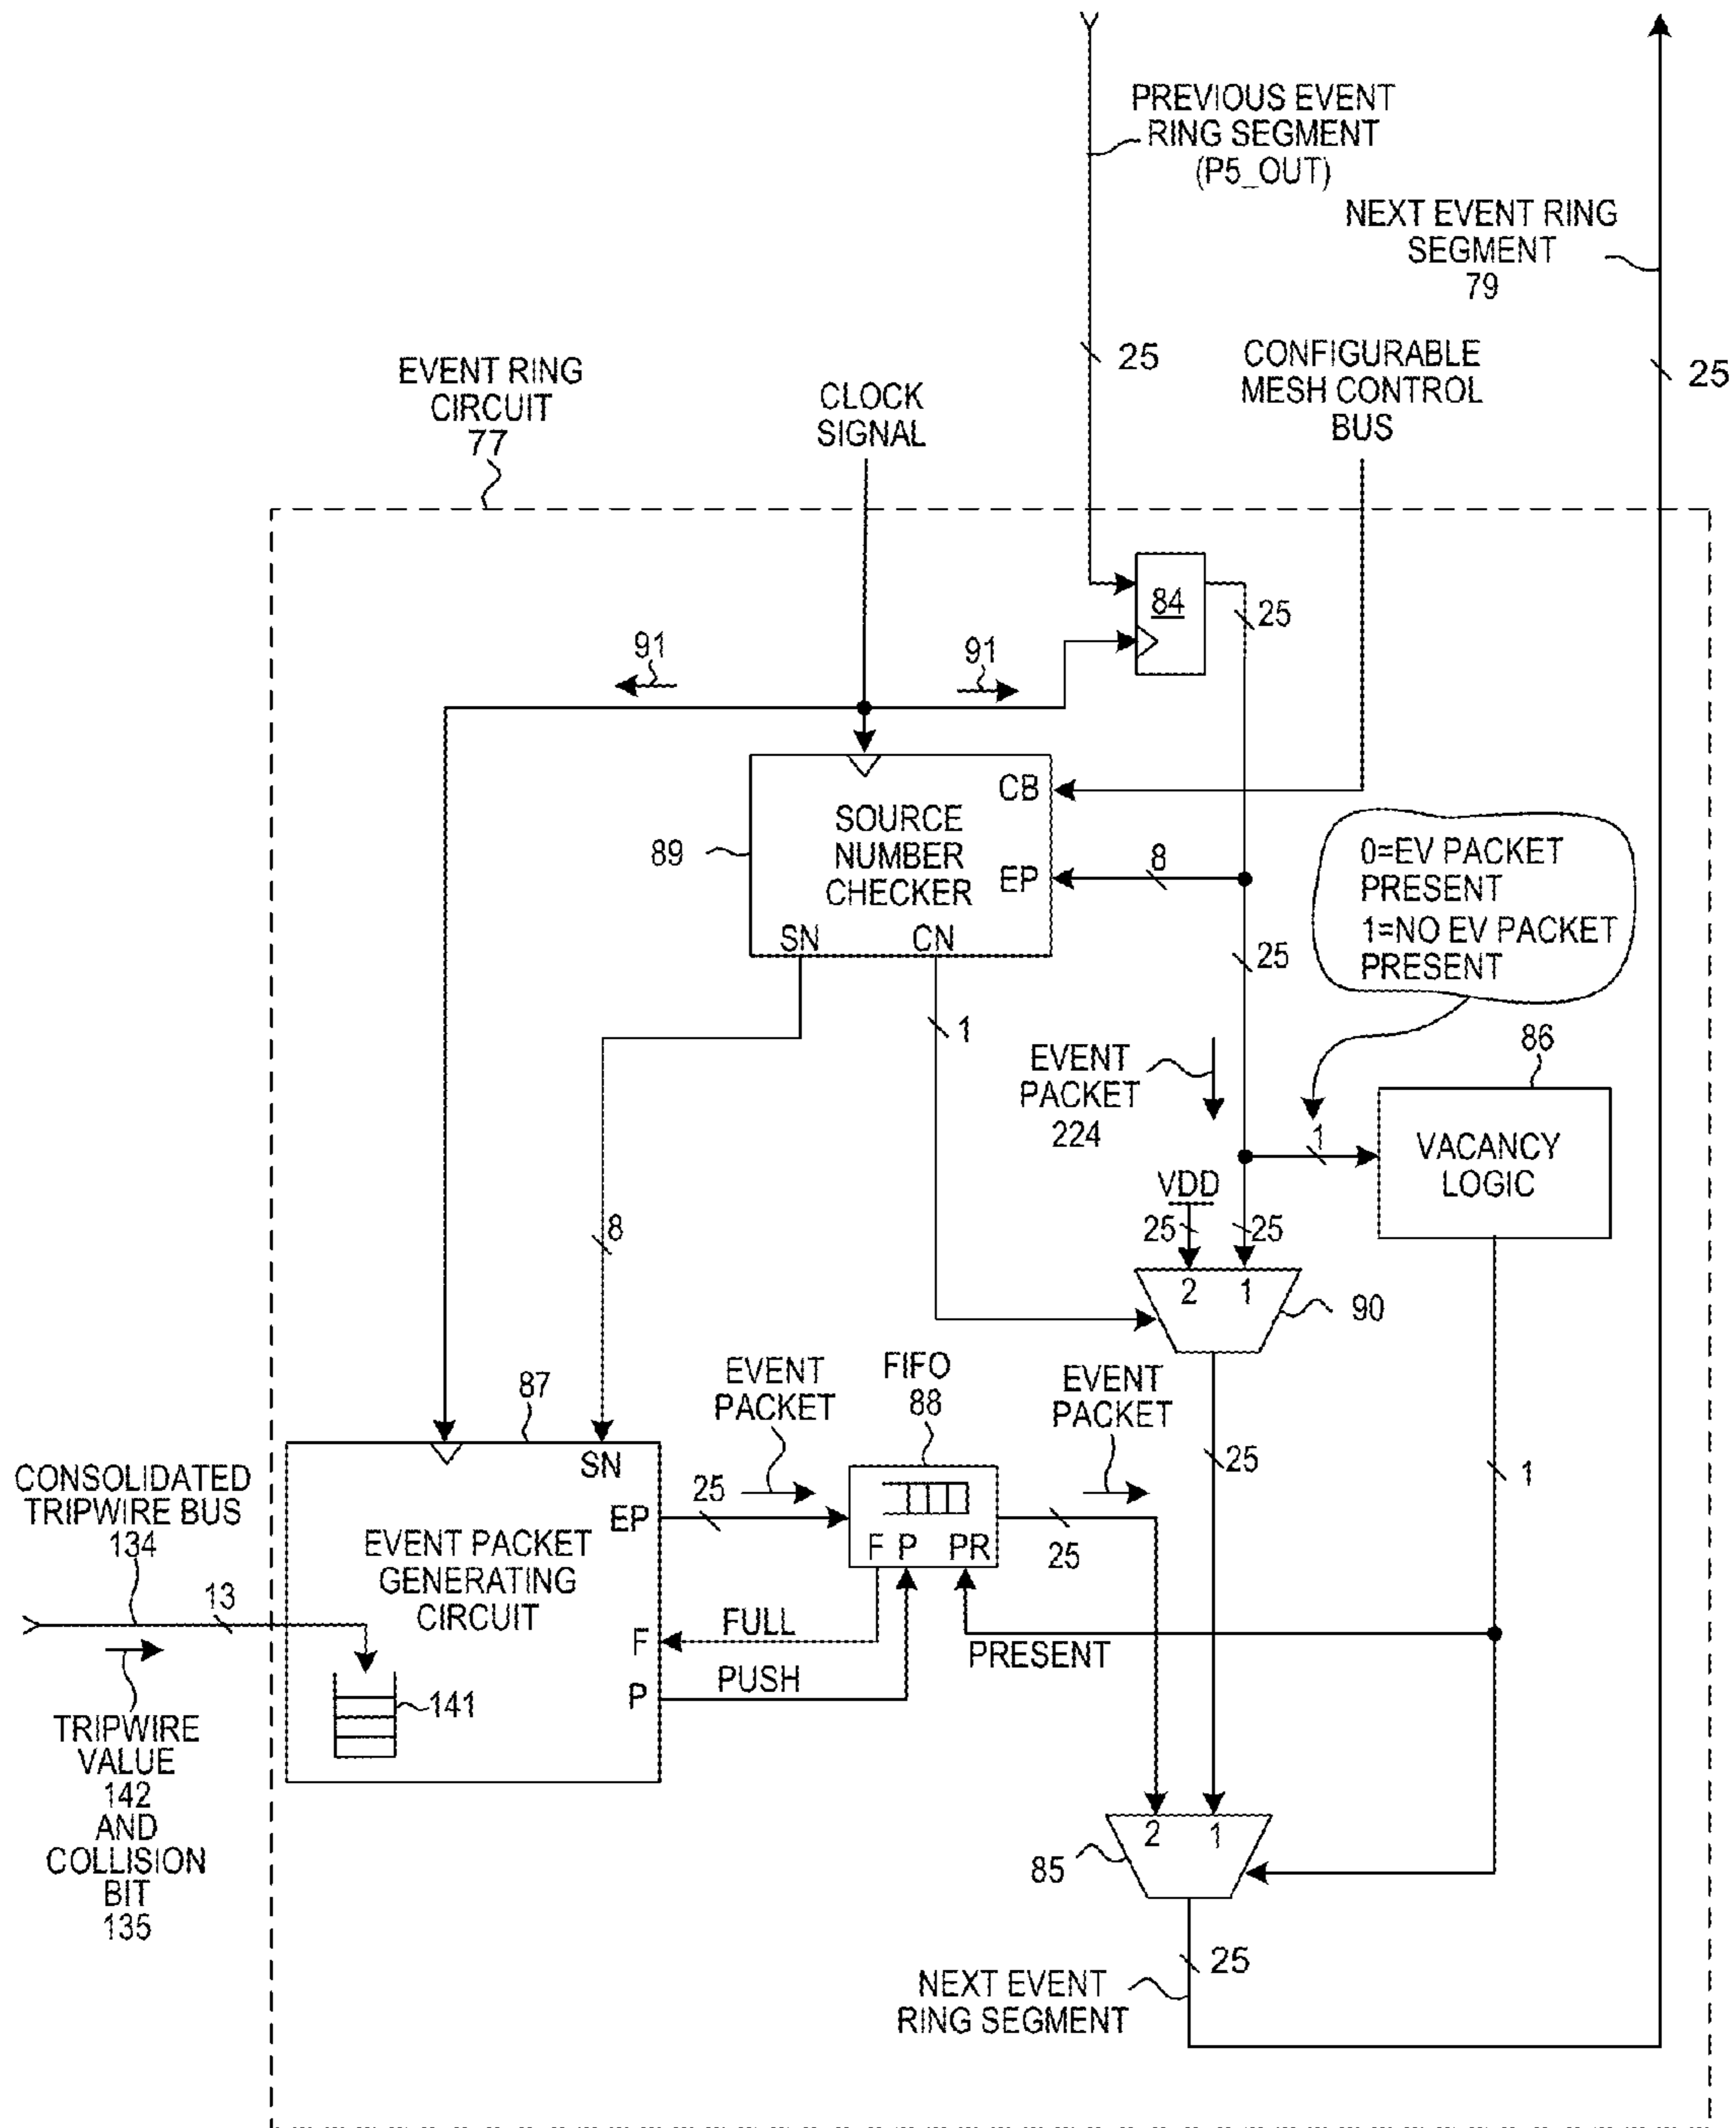 PREVIOUS EVENT
RING SEGMENT
(P5_OUT)
NEXT EVENT RING
SEGMENT
79
25
25
EVENT RING
CIRCUIT
77
CLOCK
SIGNAL
CONFIGURABLE
MESH CONTROL
BUS
84
25
91
91
CB
SOURCE
NUMBER
CHECKER
89
EP
8
SN
CN
25
0=EV PACKET
PRESENT
1=NO EV PACKET
PRESENT
1
EVENT
PACKET
224
86
1
VACANCY
LOGIC
VDD
25
25
8
2
1
90
EVENT
PACKET
FIFO
88
EVENT
PACKET
87
SN
25
1
CONSOLIDATED
TRIPWIRE BUS
134
EP
25
EVENT PACKET
GENERATING
CIRCUIT
F
P
PR
25
13
F
FULL
PRESENT
P
PUSH
141
TRIPWIRE
VALUE
142
AND
COLLISION
BIT
135
2
1
85
25
NEXT EVENT
RING SEGMENT